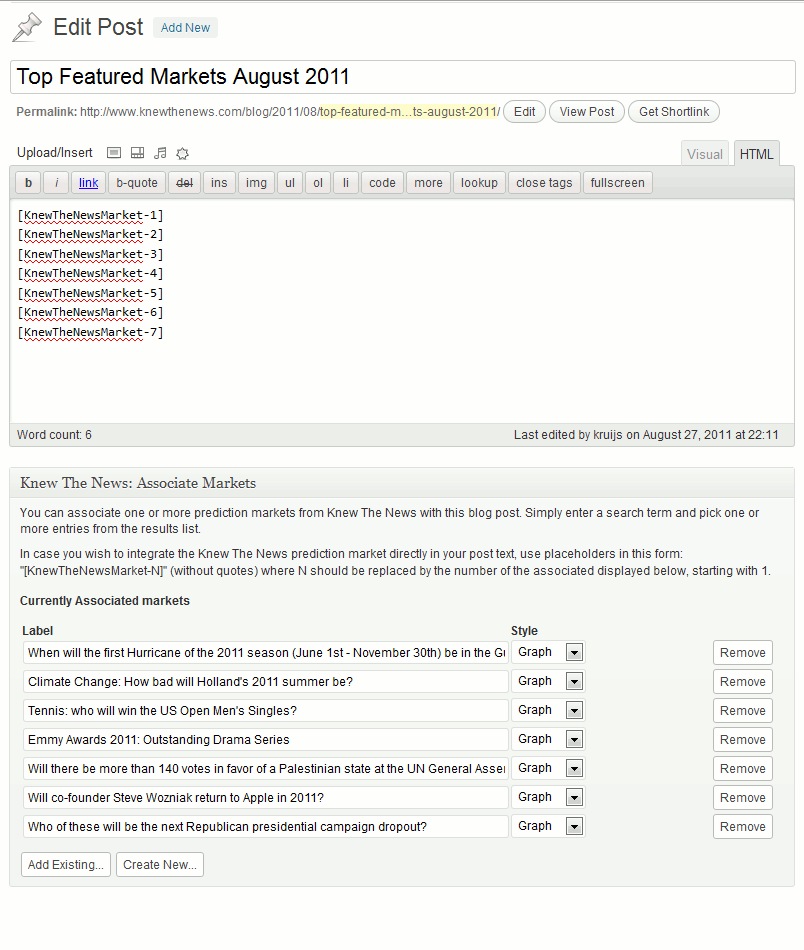 Edit Post Add New
Top Featured Markets August 2011
Permalink: http://www.knewthenews.com/blog/2011/08/top-featured-m…ts-august-2011/ Edit View Post Get Shortlink
Upload/Insert Visual HTML
b i link b-quote del ins img ul ol li code more lookup close tags fullscreen
[KnewTheNewsMarket-1]
[KnewTheNewsMarket-2]
[KnewTheNewsMarket-3]
[KnewTheNewsMarket-4]
[KnewTheNewsMarket-5]
[KnewTheNewsMarket-6]
[KnewTheNewsMarket-7]
Word count: 6 Last edited by kruijs on August 27, 2011 at 22:11
Knew The News: Associate Markets
You can associate one or more prediction markets from Knew The News with this blog post. Simply enter a search term and pick one or
more entries from the results list.
In case you wish to integrate the Knew The News prediction market directly in your post text, use placeholders in this form:
"[KnewTheNewsMarket-N]" (without quotes) where N should be replaced by the number of the associated displayed below, starting with 1.
Currently Associated markets
Label Style
When will the first Hurricane of the 2011 season (June 1st - November 30th) be in the Gu Graph Remove
Climate Change: How bad will Holland's 2011 summer be? Graph Remove
Tennis: who will win the US Open Men's Singles? Graph Remove
Emmy Awards 2011: Outstanding Drama Series Graph Remove
Will there be more than 140 votes in favor of a Palestinian state at the UN General Asser Graph Remove
Will co-founder Steve Wozniak return to Apple in 2011? Graph Remove
Who of these will be the next Republican presidential campaign dropout? Graph Remove
Add Existing... Create New...